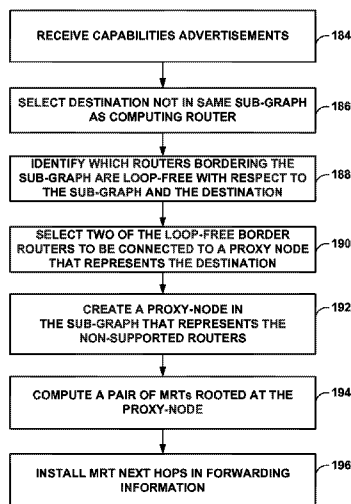 RECEIVE CAPABILITIES ADVERTISEMENTS
184
SELECT DESTINATION NOT IN SAME SUB-GRAPH
AS COMPUTING ROUTER
186
IDENTIFY WHICH ROUTERS BORDERING THE
SUB-GRAPH ARE LOOP-FREE WITH RESPECT TO
THE SUB-GRAPH AND THE DESTINATION
188
SELECT TWO OF THE LOOP-FREE BORDER
ROUTERS TO BE CONNECTED TO A PROXY NODE
THAT REPRESENTS THE DESTINATION
190
CREATE A PROXY-NODE IN
THE SUB-GRAPH THAT REPRESENTS THE
NON-SUPPORTED ROUTERS
192
COMPUTE A PAIR OF MRTs ROOTED AT THE
PROXY-NODE
194
INSTALL MRT NEXT HOPS IN FORWARDING
INFORMATION
196